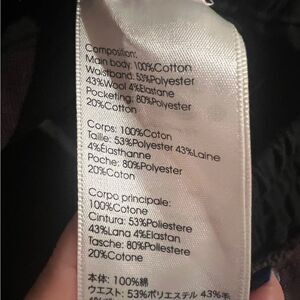 Composition:
Main body: 100%Cotton
Waistband: 53%Polyester
43%Wool 4%Elastane
Pocketing: 80%Polyester
20%Cotton
Corps: 100%Coton
Taille: 53%Polyester 43%Laine
4%Élasthanne
Poche: 80%Polyester
20%Coton
Corpo principale:
100%Cotone
Cintura: 53%Poliestere
43%Lana 4%Elastan
Tasche: 80%Poliestere
20%Cotone
本体: 100%綿
ウエスト: 53%ポリエステル 43%毛